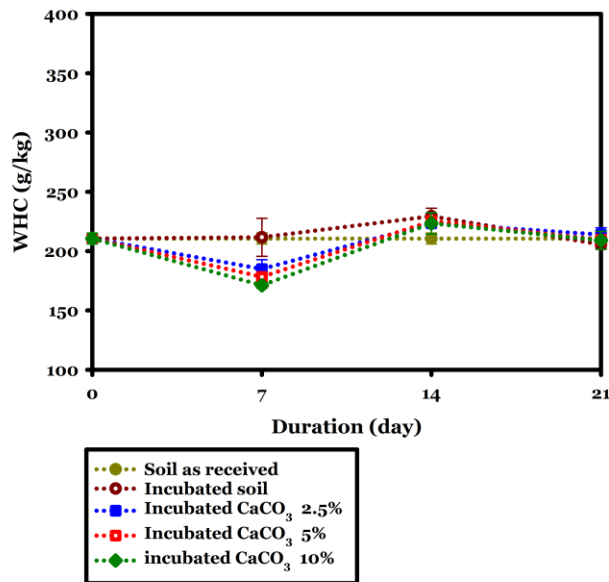 400
350
300
250
200
150
100
WHC (g/kg)
0 7 14 21
Duration (day)
Soil as received
Incubated soil
Incubated CaCO₃ 2.5%
Incubated CaCO₃ 5%
incubated CaCO₃ 10%